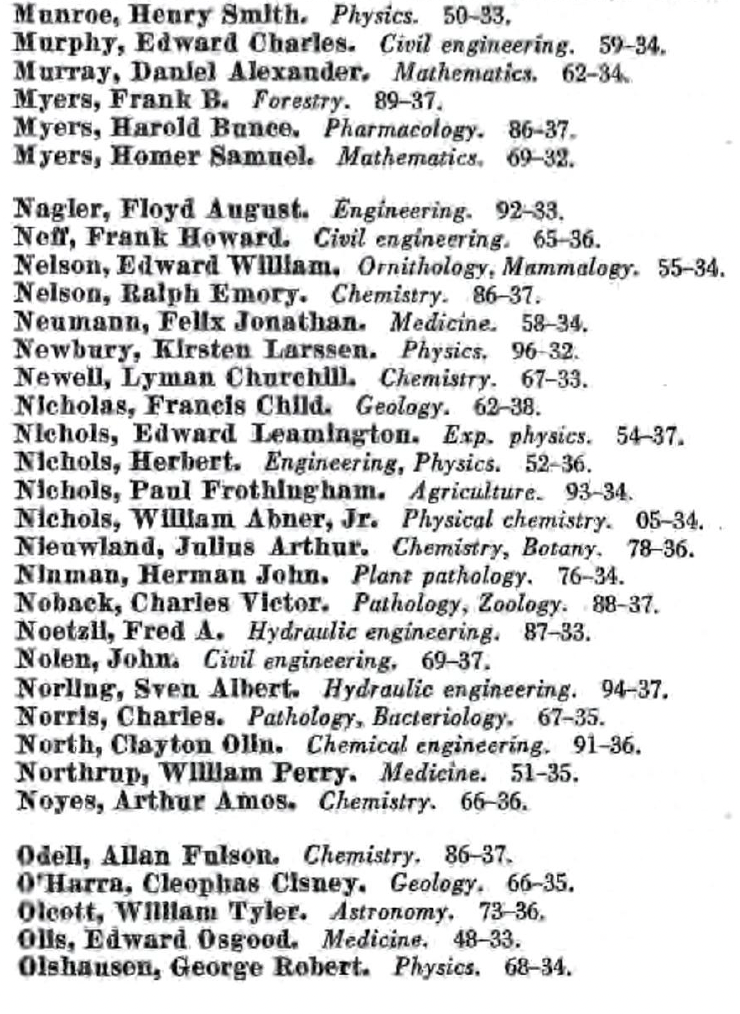 Munroe, Henry Smith. Physics. 50–33.
Murphy, Edward Charles. Civil engineering. 59–34.
Murray, Daniel Alexander. Mathematics. 62–34.
Myers, Frank B. Forestry. 89–37.
Myers, Harold Bunce. Pharmacology. 86–37.
Myers, Homer Samuel. Mathematics. 69–32.
Nagler, Floyd August. Engineering. 92–33.
Neff, Frank Howard. Civil engineering. 65–36.
Nelson, Edward William. Ornithology, Mammalogy. 55–34.
Nelson, Ralph Emory. Chemistry. 86–37.
Neumann, Felix Jonathan. Medicine. 58–34.
Newbury, Kirsten Larssen. Physics. 96–32.
Newell, Lyman Churchill. Chemistry. 67–33.
Nicholas, Francis Child. Geology. 62–38.
Nichols, Edward Leamington. Exp. physics. 54–37.
Nichols, Herbert. Engineering, Physics. 52–36.
Nichols, Paul Frothingham. Agriculture. 93–34.
Nichols, William Abner, Jr. Physical chemistry. 05–34.
Nieuwland, Julius Arthur. Chemistry, Botany. 78–36.
Ninman, Herman John. Plant pathology. 76–34.
Noback, Charles Victor. Pathology, Zoology. 88–37.
Noetzli, Fred A. Hydraulic engineering. 87–33.
Nolen, John. Civil engineering. 69–37.
Norling, Sven Albert. Hydraulic engineering. 94–37.
Norris, Charles. Pathology, Bacteriology. 67–35.
North, Clayton Olin. Chemical engineering. 91–36.
Northrup, William Perry. Medicine. 51–35.
Noyes, Arthur Amos. Chemistry. 66–36.
Odell, Allan Fulson. Chemistry. 86–37.
O'Harra, Cleophas Cisney. Geology. 66–35.
Olcott, William Tyler. Astronomy. 73–36.
Otis, Edward Osgood. Medicine. 48–33.
Olshausen, George Robert. Physics. 68–34.